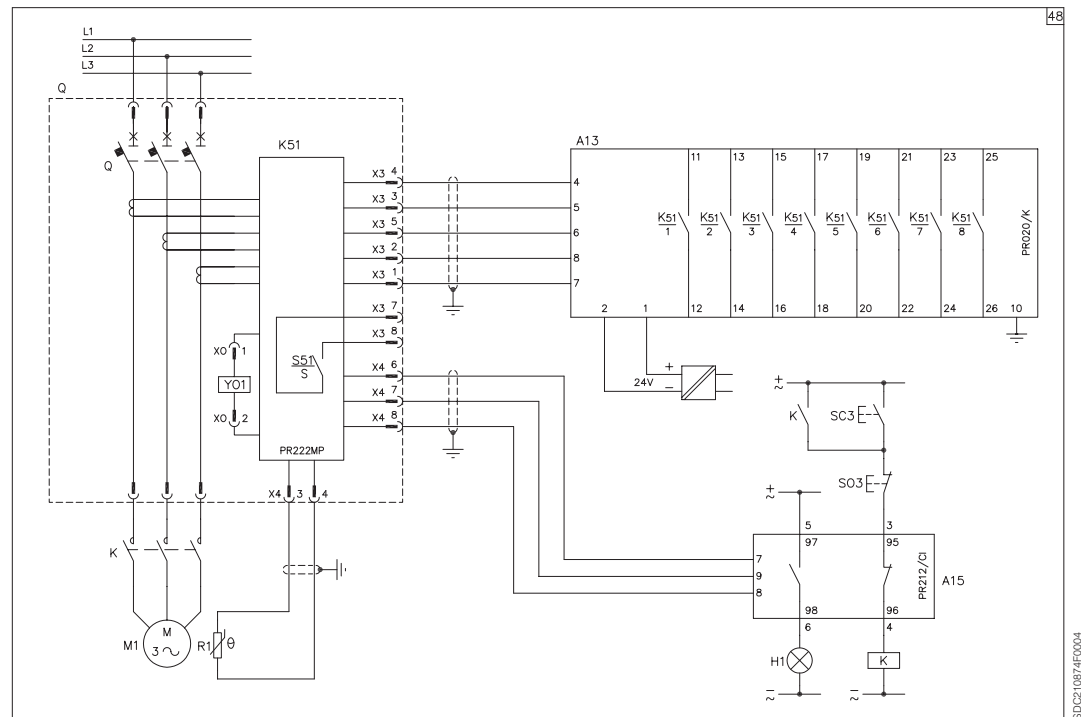 48
L1
L2
L3
Q
K51
A13
Q
X3 4
X3 3
X3 5
X3 2
X3 1
X3 7
X3 8
X4 6
X4 7
X4 8
4
5
6
8
7
11 13 15 17 19 21 23 25
K51 1
K51 2
K51 3
K51 4
K51 5
K51 6
K51 7
K51 8
PR020/K
2 1 12 14 16 18 20 22 24 26 10
X0 1
YO1
X0 2
S51 S
PR222MP
+
24V
−
X4 3 4
K
M1
M
3 ~
R1 θ
+
~
K
SC3
SO3
+
~
5 3
97 95
7
9
8
PR212/CI
A15
98 96
6 4
H1
K
−
~
−
~
1SDC210874F0004